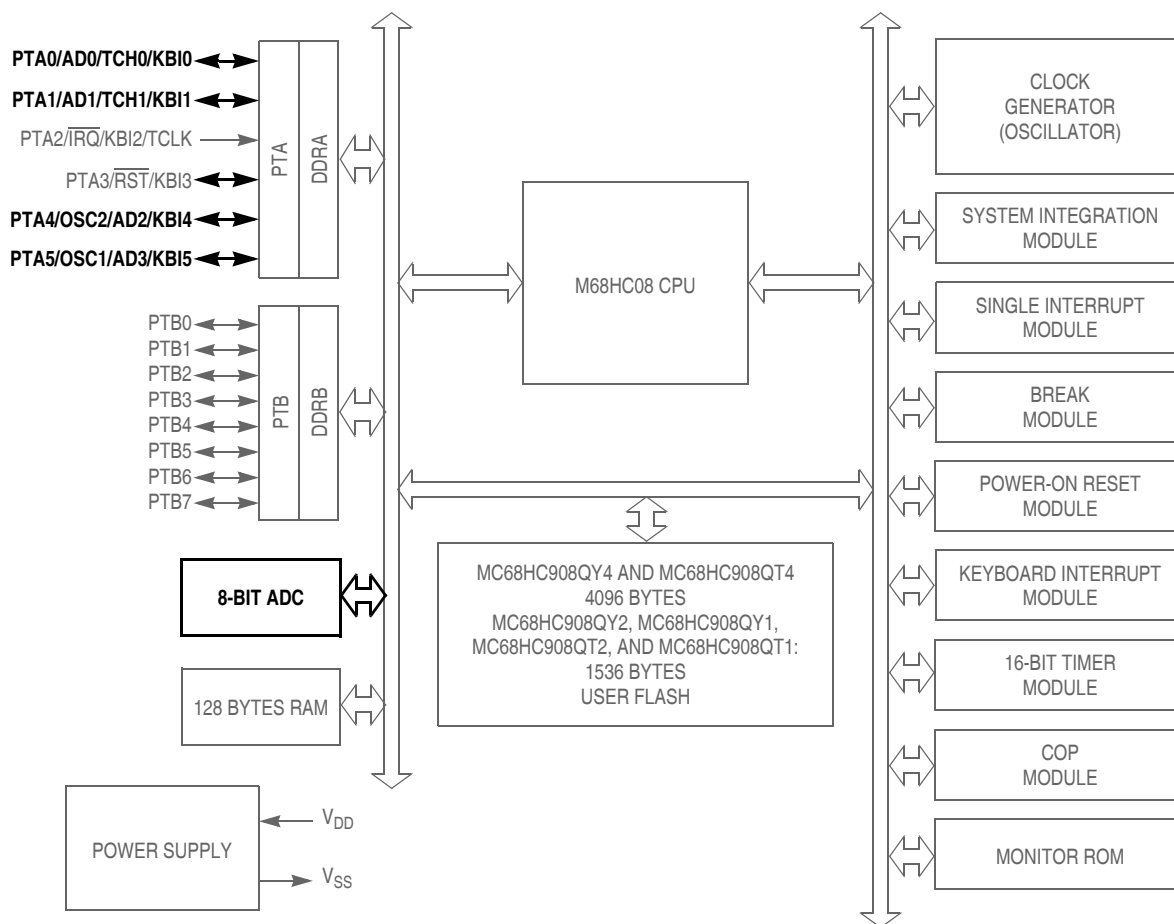 PTA0/AD0/TCH0/KBI0
PTA1/AD1/TCH1/KBI1
PTA2/I̅R̅Q̅/KBI2/TCLK
PTA3/R̅S̅T̅/KBI3
PTA4/OSC2/AD2/KBI4
PTA5/OSC1/AD3/KBI5
PTA
DDRA
PTB0
PTB1
PTB2
PTB3
PTB4
PTB5
PTB6
PTB7
PTB
DDRB
8-BIT ADC
128 BYTES RAM
POWER SUPPLY
VDD
VSS
M68HC08 CPU
MC68HC908QY4 AND MC68HC908QT4
4096 BYTES
MC68HC908QY2, MC68HC908QY1,
MC68HC908QT2, AND MC68HC908QT1:
1536 BYTES
USER FLASH
CLOCK
GENERATOR
(OSCILLATOR)
SYSTEM INTEGRATION
MODULE
SINGLE INTERRUPT
MODULE
BREAK
MODULE
POWER-ON RESET
MODULE
KEYBOARD INTERRUPT
MODULE
16-BIT TIMER
MODULE
COP
MODULE
MONITOR ROM